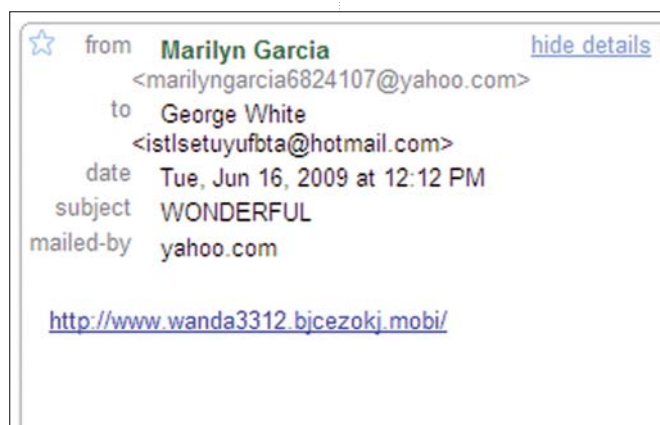 from Marilyn Garcia hide details
<marilyngarcia6824107@yahoo.com>
to George White
<istlsetuyufbta@hotmail.com>
date Tue, Jun 16, 2009 at 12:12 PM
subject WONDERFUL
mailed-by yahoo.com
http://www.wanda3312.bjcezokj.mobi/